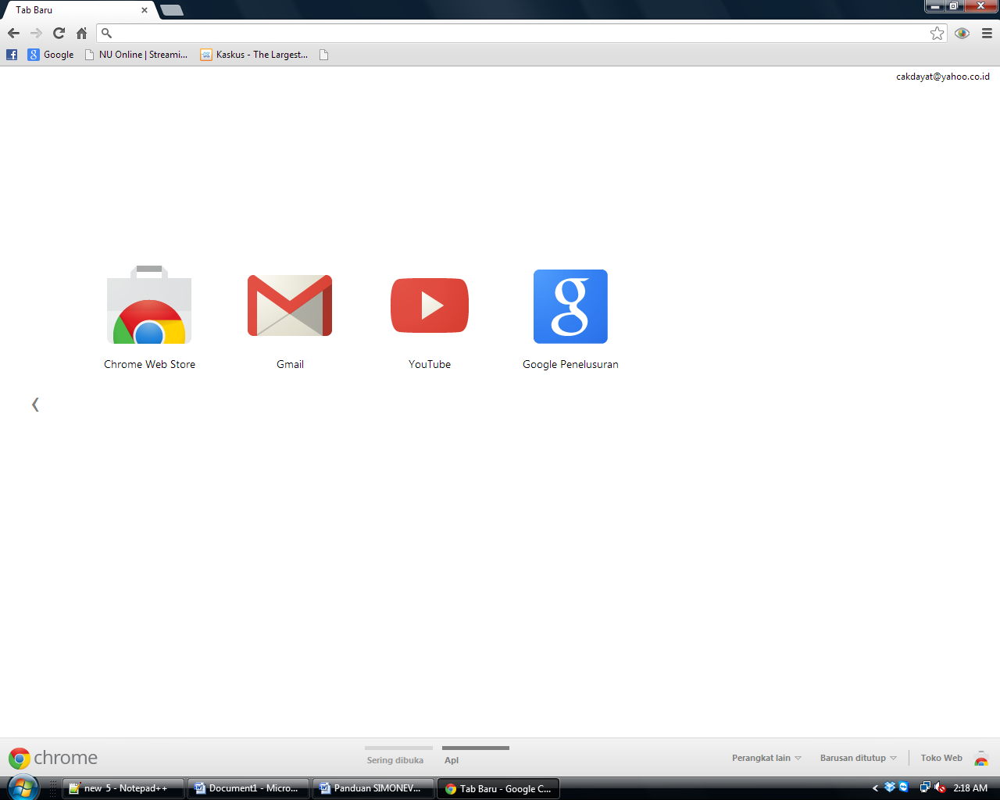 Tab Baru
Google
NU Online | Streami...
Kaskus - The Largest...
cakdayat@yahoo.co.id
Chrome Web Store
Gmail
YouTube
Google Penelusuran
chrome
Sering dibuka
Apl
Perangkat lain
Barusan ditutup
Toko Web
new 5 - Notepad++
Document1 - Micro...
Panduan SIMONEV...
Tab Baru - Google C...
2:18 AM